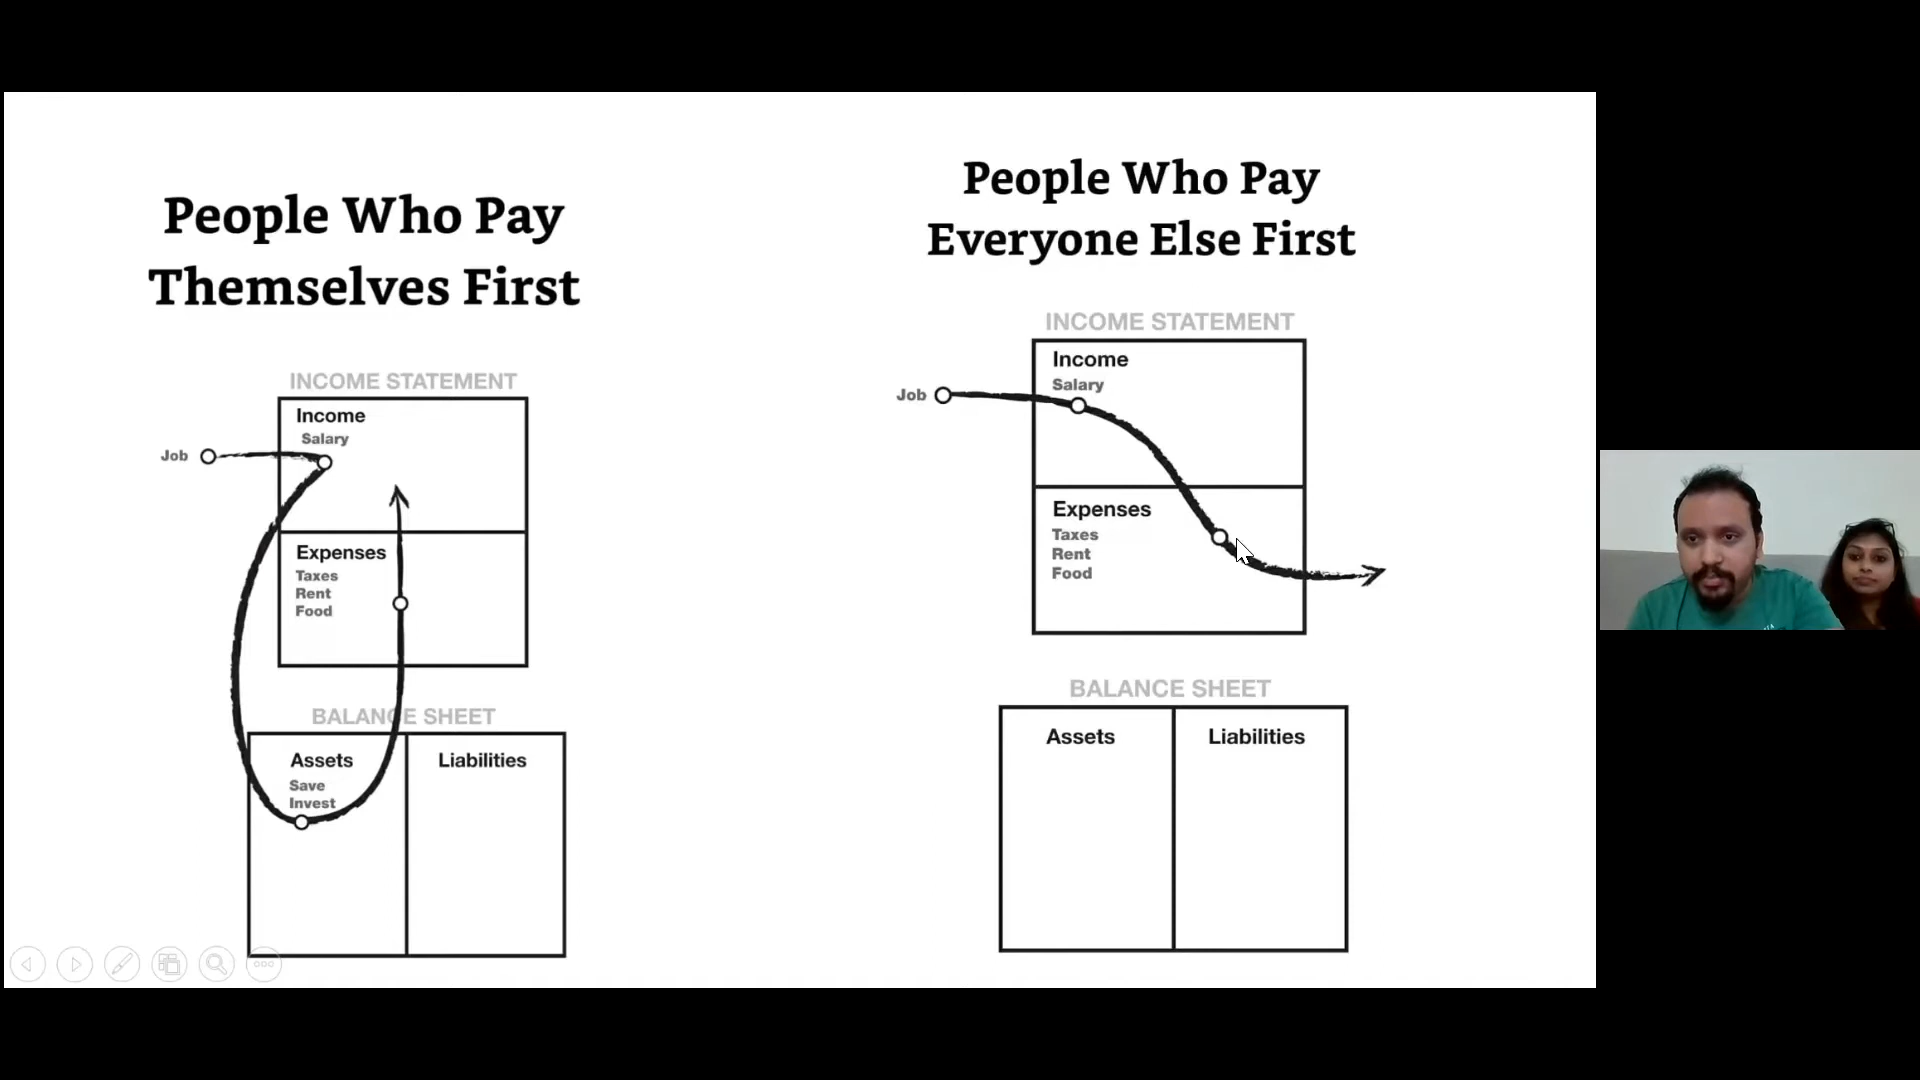 People Who Pay
Themselves First
INCOME STATEMENT
Income
Salary
Job
Expenses
Taxes
Rent
Food
BALANCE SHEET
Assets
Save
Invest
Liabilities
People Who Pay
Everyone Else First
INCOME STATEMENT
Income
Salary
Job
Expenses
Taxes
Rent
Food
BALANCE SHEET
Assets
Liabilities